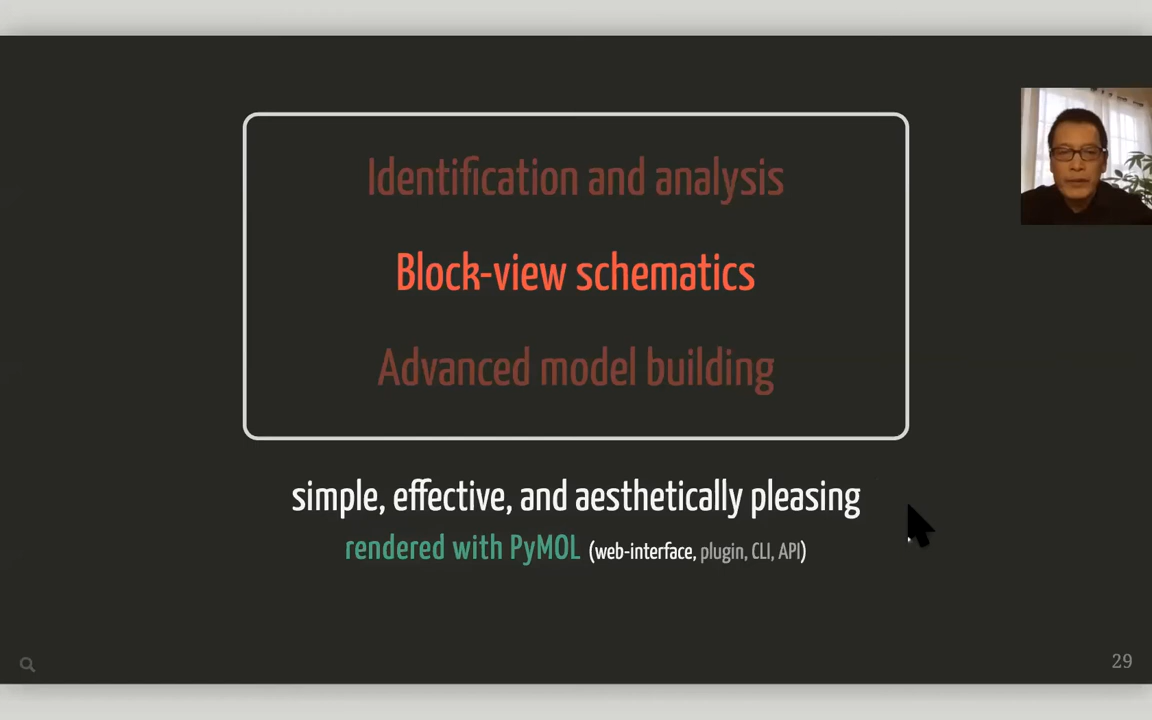 Identification and analysis
Block-view schematics
Advanced model building
simple, effective, and aesthetically pleasing
rendered with PyMOL (web-interface, plugin, CLI, API)
29